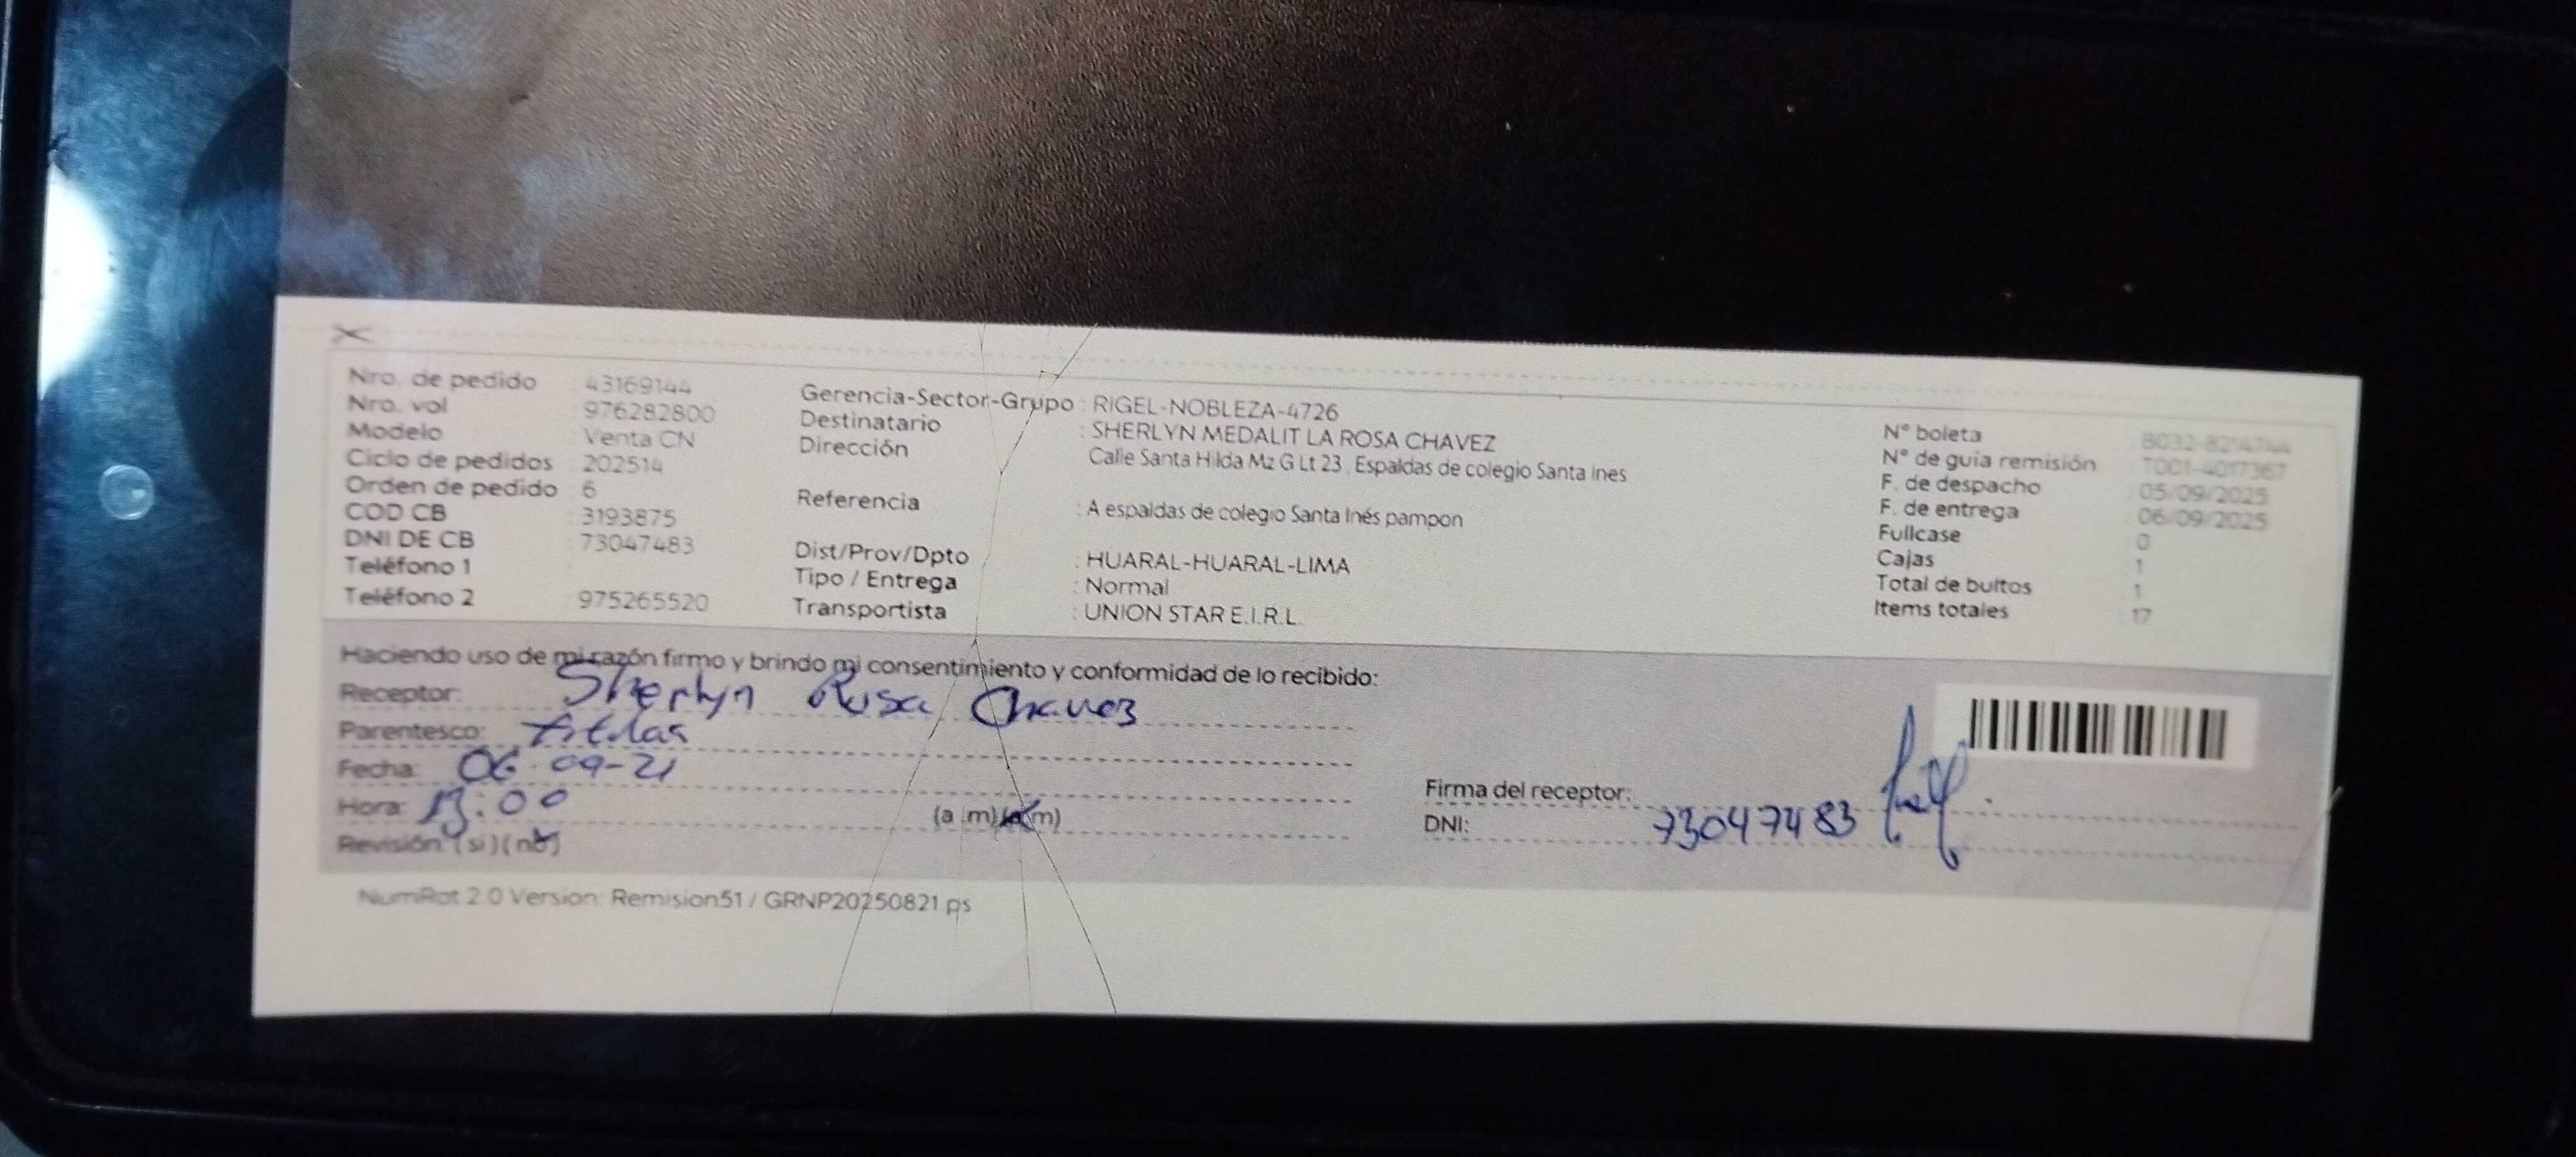 Nro. de pedido : 43169144
Nro. vol : 976282800
Modelo : Venta CN
Ciclo de pedidos : 202514
Orden de pedido : 6
COD CB : 3193875
DNI DE CB : 73047483
Teléfono 1 :
Teléfono 2 : 975265520
Gerencia-Sector-Grupo : RIGEL-NOBLEZA-4726
Destinatario : SHERLYN MEDALIT LA ROSA CHAVEZ
Dirección Calle Santa Hilda Mz G Lt 23 , Espaldas de colegio Santa Ines
Referencia : A espaldas de colegio Santa Inés pampon
Dist/Prov/Dpto : HUARAL-HUARAL-LIMA
Tipo / Entrega : Normal
Transportista : UNION STAR E.I.R.L.
N° boleta : B032-8214744
N° de guía remisión : T001-4017367
F. de despacho : 05/09/2025
F. de entrega : 06/09/2025
Fullcase : 0
Cajas : 1
Total de bultos : 1
Items totales : 17
Haciendo uso de mi razón firmo y brindo mi consentimiento y conformidad de lo recibido:
Receptor: Sherlyn Rosa Chavez
Parentesco:
Fecha: 06-09-21
Hora: 13:00 (a.m)(p.m)
Revisión: (si)(no)
Firma del receptor:
DNI: 73047483
NumRot 2.0 Version: Remision51 / GRNP20250821.ps